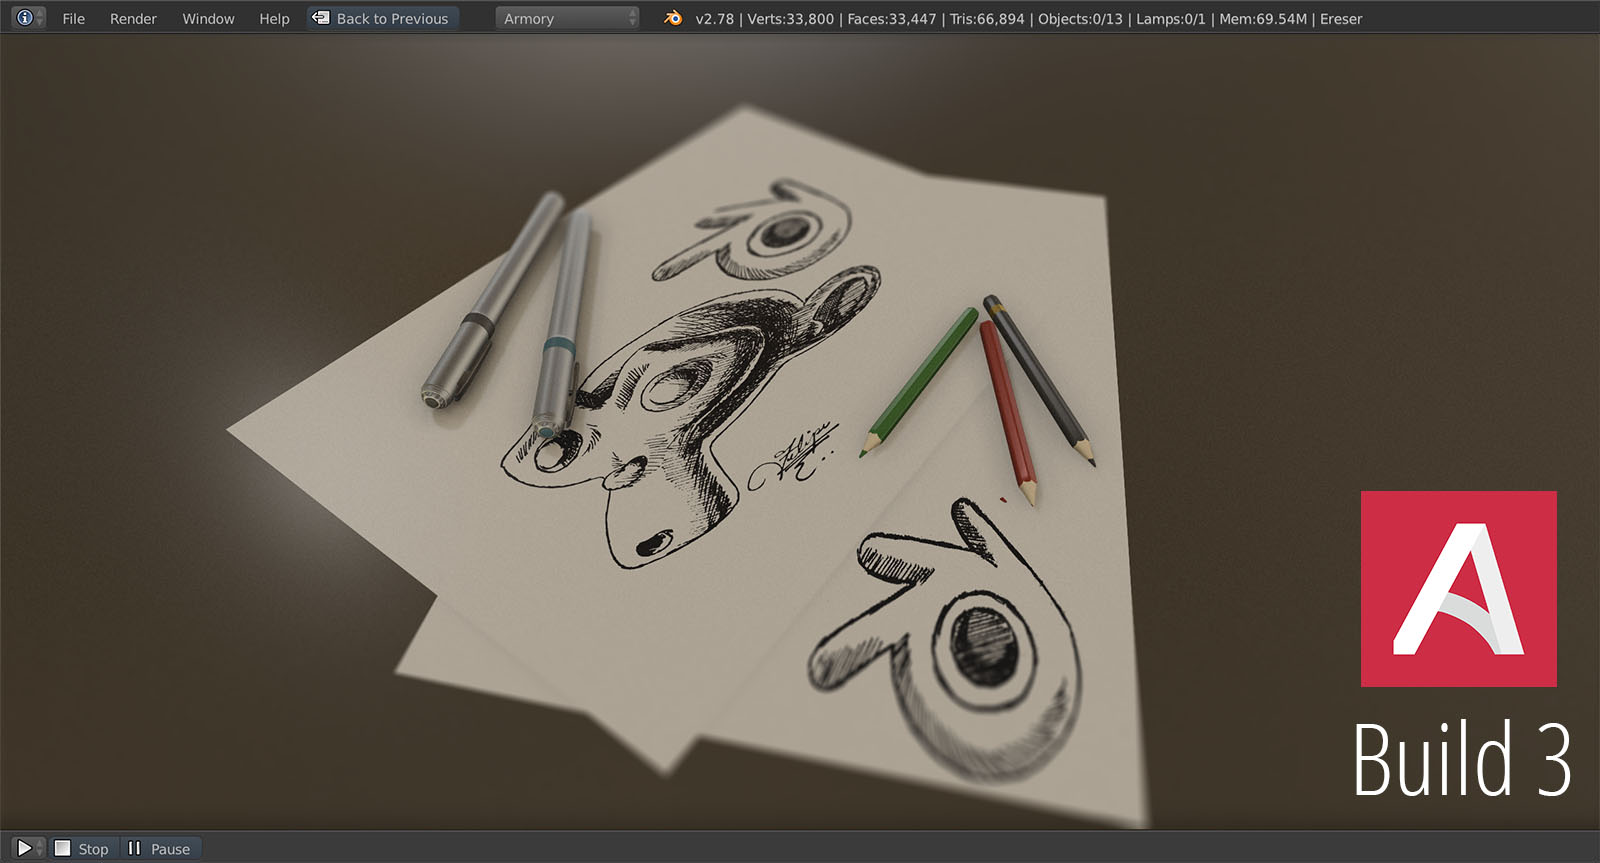 File Render Window Help Back to Previous Armory v2.78 | Verts:33,800 | Faces:33,447 | Tris:66,894 | Objects:0/13 | Lamps:0/1 | Mem:69.54M | Ereser
Build 3
Stop Pause